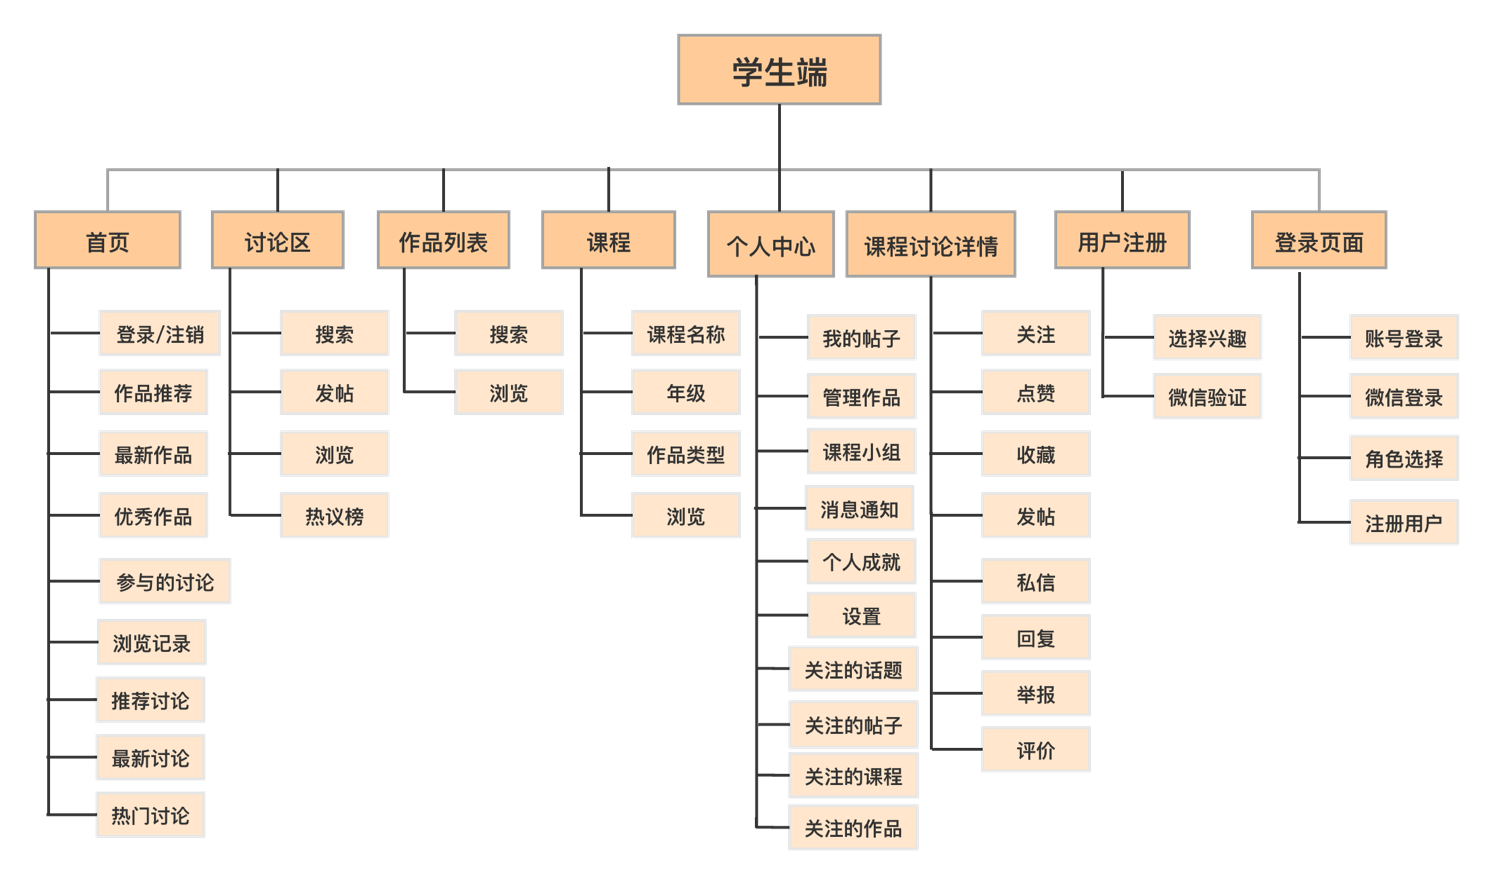 学生端
首页
讨论区
作品列表
课程
个人中心
课程讨论详情
用户注册
登录页面
登录/注销
作品推荐
最新作品
优秀作品
参与的讨论
浏览记录
推荐讨论
最新讨论
热门讨论
搜索
发帖
浏览
热议榜
搜索
浏览
课程名称
年级
作品类型
浏览
我的帖子
管理作品
课程小组
消息通知
个人成就
设置
关注的话题
关注的帖子
关注的课程
关注的作品
关注
点赞
收藏
发帖
私信
回复
举报
评价
选择兴趣
微信验证
账号登录
微信登录
角色选择
注册用户